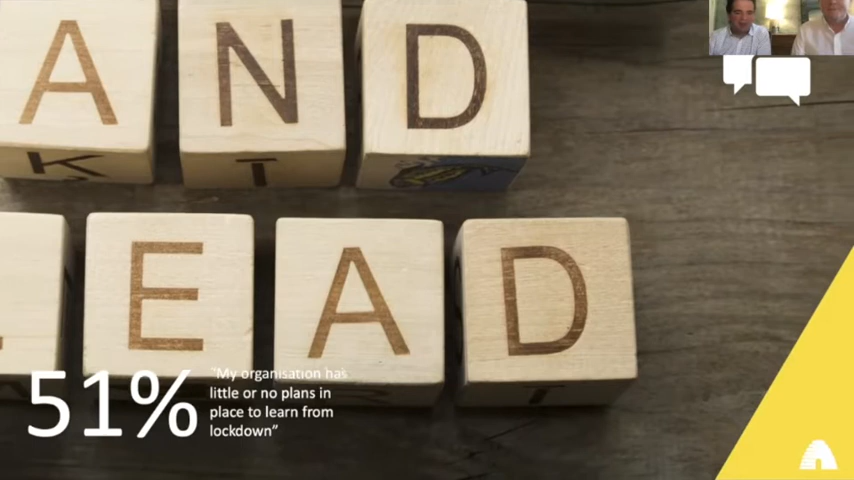 AND
K T
EAD
51%
"My organisation has
little or no plans in
place to learn from
lockdown"